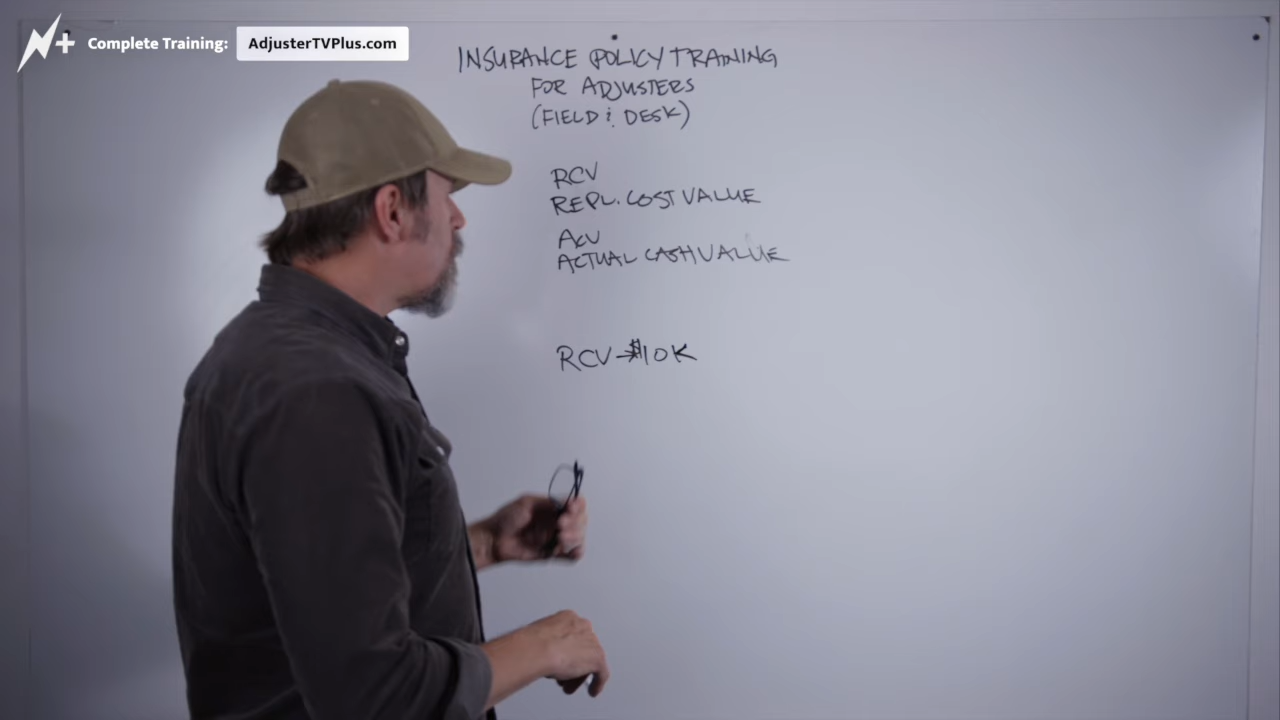 Complete Training: AdjusterTVPlus.com
INSURANCE POLICY TRAINING
FOR ADJUSTERS
(FIELD & DESK)
RCV
REPL. COST VALUE
ACV
ACTUAL CASH VALUE
RCV→$10K